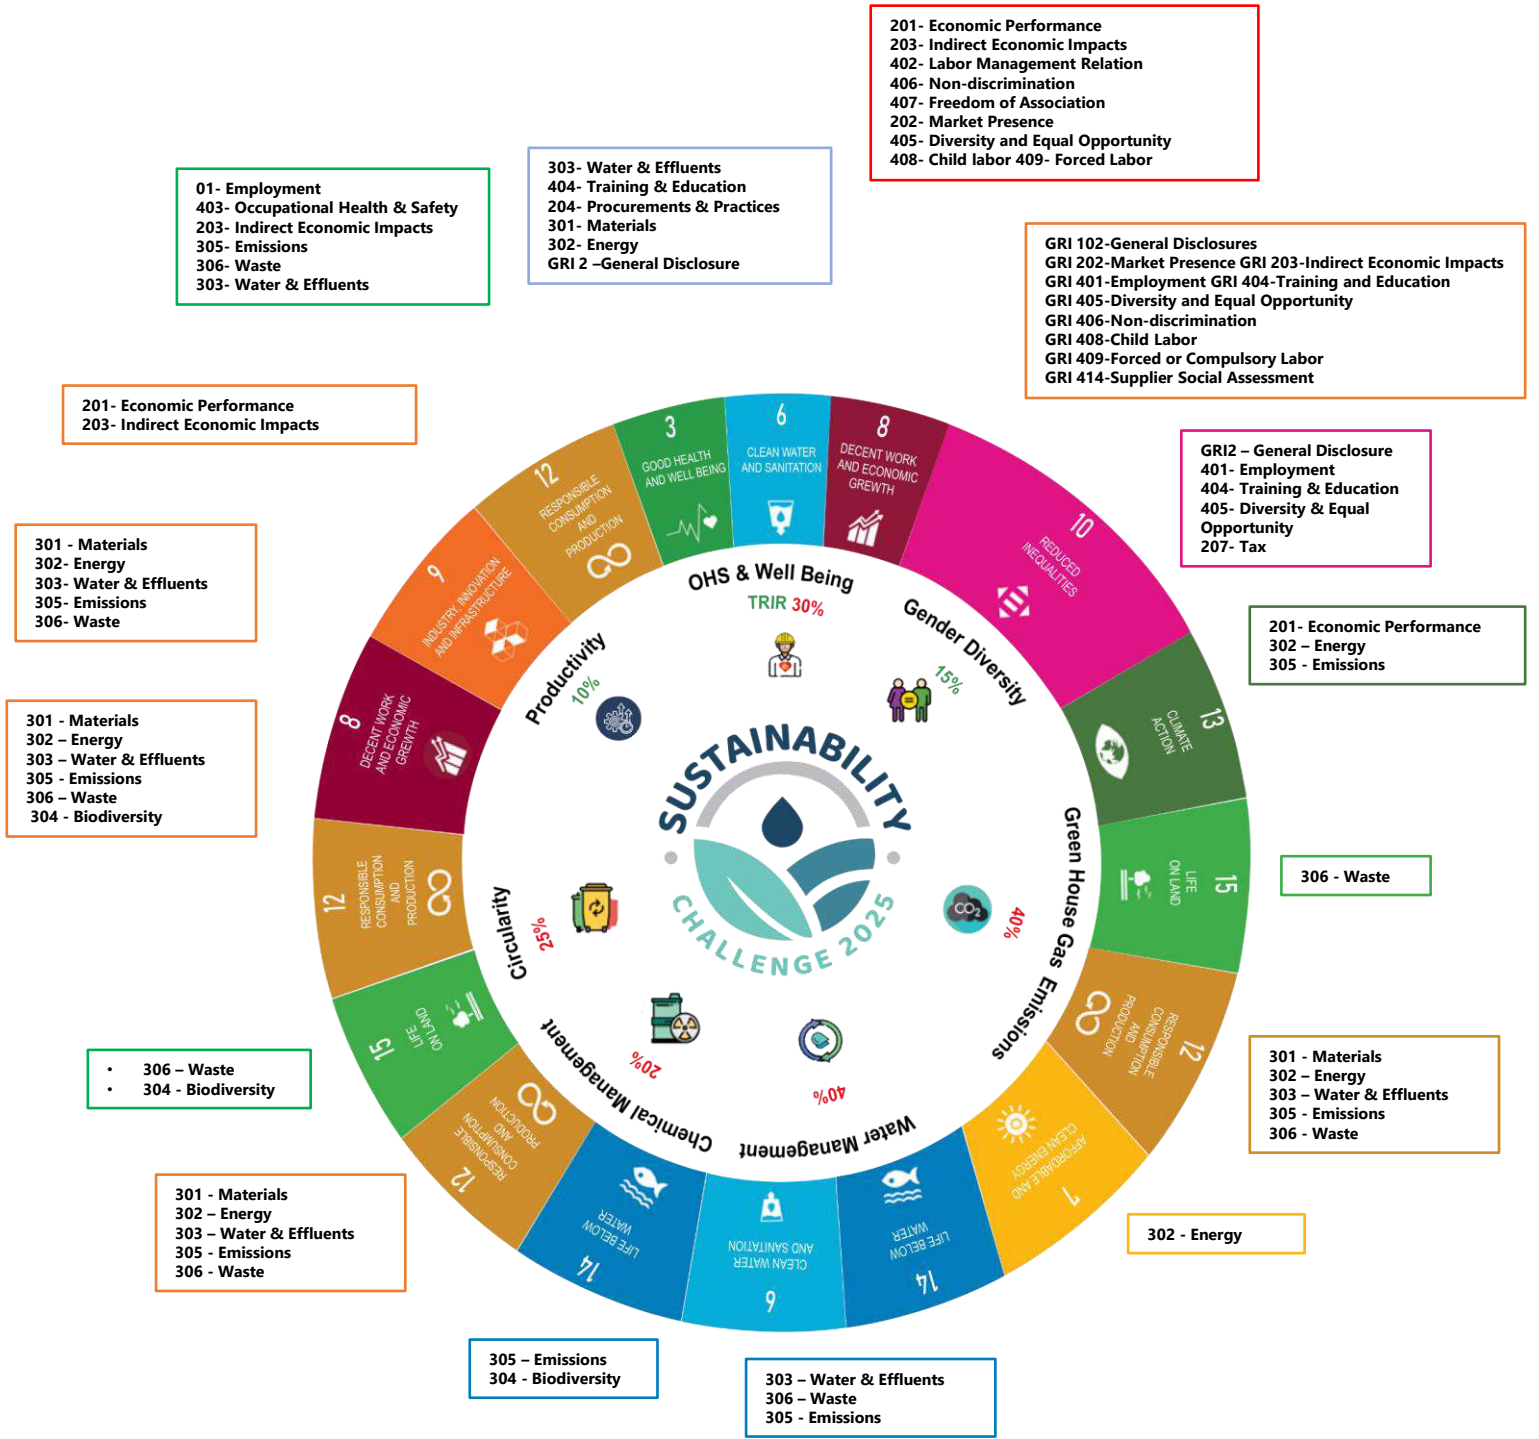 201- Economic Performance
203- Indirect Economic Impacts
402- Labor Management Relation
406- Non-discrimination
407- Freedom of Association
202- Market Presence
405- Diversity and Equal Opportunity
408- Child labor 409- Forced Labor
303- Water & Effluents
404- Training & Education
204- Procurements & Practices
301- Materials
302- Energy
GRI 2 –General Disclosure
01- Employment
403- Occupational Health & Safety
203- Indirect Economic Impacts
305- Emissions
306- Waste
303- Water & Effluents
GRI 102-General Disclosures
GRI 202-Market Presence GRI 203-Indirect Economic Impacts
GRI 401-Employment GRI 404-Training and Education
GRI 405-Diversity and Equal Opportunity
GRI 406-Non-discrimination
GRI 408-Child Labor
GRI 409-Forced or Compulsory Labor
GRI 414-Supplier Social Assessment
201- Economic Performance
203- Indirect Economic Impacts
GRI2 – General Disclosure
401- Employment
404- Training & Education
405- Diversity & Equal
Opportunity
207- Tax
301 - Materials
302- Energy
303- Water & Effluents
305- Emissions
306- Waste
201- Economic Performance
302 – Energy
305 - Emissions
301 - Materials
302 – Energy
303 – Water & Effluents
305 - Emissions
306 – Waste
304 - Biodiversity
306 - Waste
• 306 – Waste
• 304 - Biodiversity
301 - Materials
302 – Energy
303 – Water & Effluents
305 - Emissions
306 - Waste
301 - Materials
302 – Energy
303 – Water & Effluents
305 - Emissions
306 - Waste
302 - Energy
305 – Emissions
304 - Biodiversity
303 – Water & Effluents
306 – Waste
305 - Emissions
3
GOOD HEALTH
AND WELL BEING
6
CLEAN WATER
AND SANITATION
8
DECENT WORK
AND ECONOMIC
GREWTH
10
REDUCED
INEQUALITIES
13
CLIMATE
ACTION
15
LIFE
ON LAND
12
RESPONSIBLE
CONSUMPTION
AND
PRODUCTION
7
AFFORDABLE AND
CLEAN ENERGY
14
LIFE BELOW
WATER
6
CLEAN WATER
AND SANITATION
14
LIFE BELOW
WATER
12
RESPONSIBLE
CONSUMPTION
AND
PRODUCTION
15
LIFE
ON LAND
12
RESPONSIBLE
CONSUMPTION
AND
PRODUCTION
8
DECENT WORK
AND ECONOMIC
GREWTH
9
INDUSTRY, INNOVATION
AND INFRASTRUCTURE
12
RESPONSIBLE
CONSUMPTION
AND
PRODUCTION
OHS & Well Being
TRIR 30%
Gender Diversity
15%
Green House Gas Emissions
CO2
40%
Water Management
40%
Chemical Management
20%
Circularity
25%
Productivity
10%
SUSTAINABILITY
CHALLENGE 2025